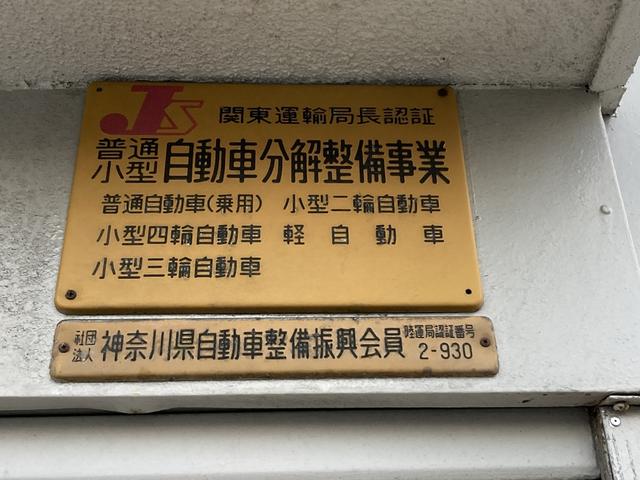 JS 関東運輸局長認証
普通
小型 自動車分解整備事業
普通自動車(乗用) 小型二輪自動車
小型四輪自動車 軽自動車
小型三輪自動車
社団
法人 神奈川県自動車整備振興会員 陸運局認証番号
2-930